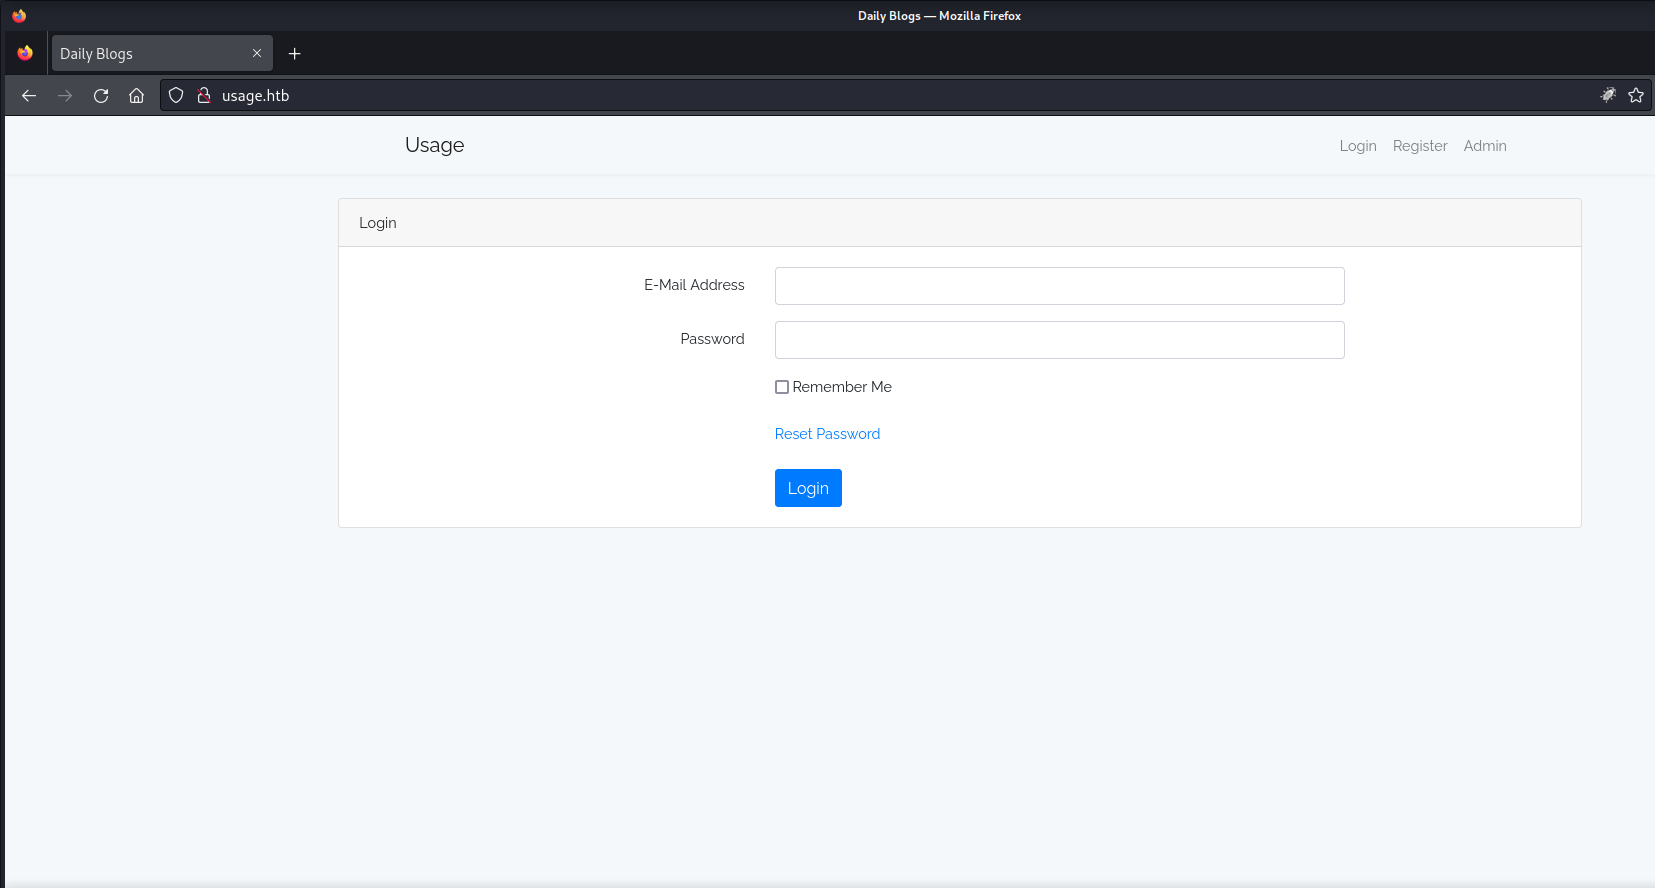 Daily Blogs — Mozilla Firefox
Daily Blogs
usage.htb
Usage Login Register Admin
Login
E-Mail Address
Password
Remember Me
Reset Password
Login